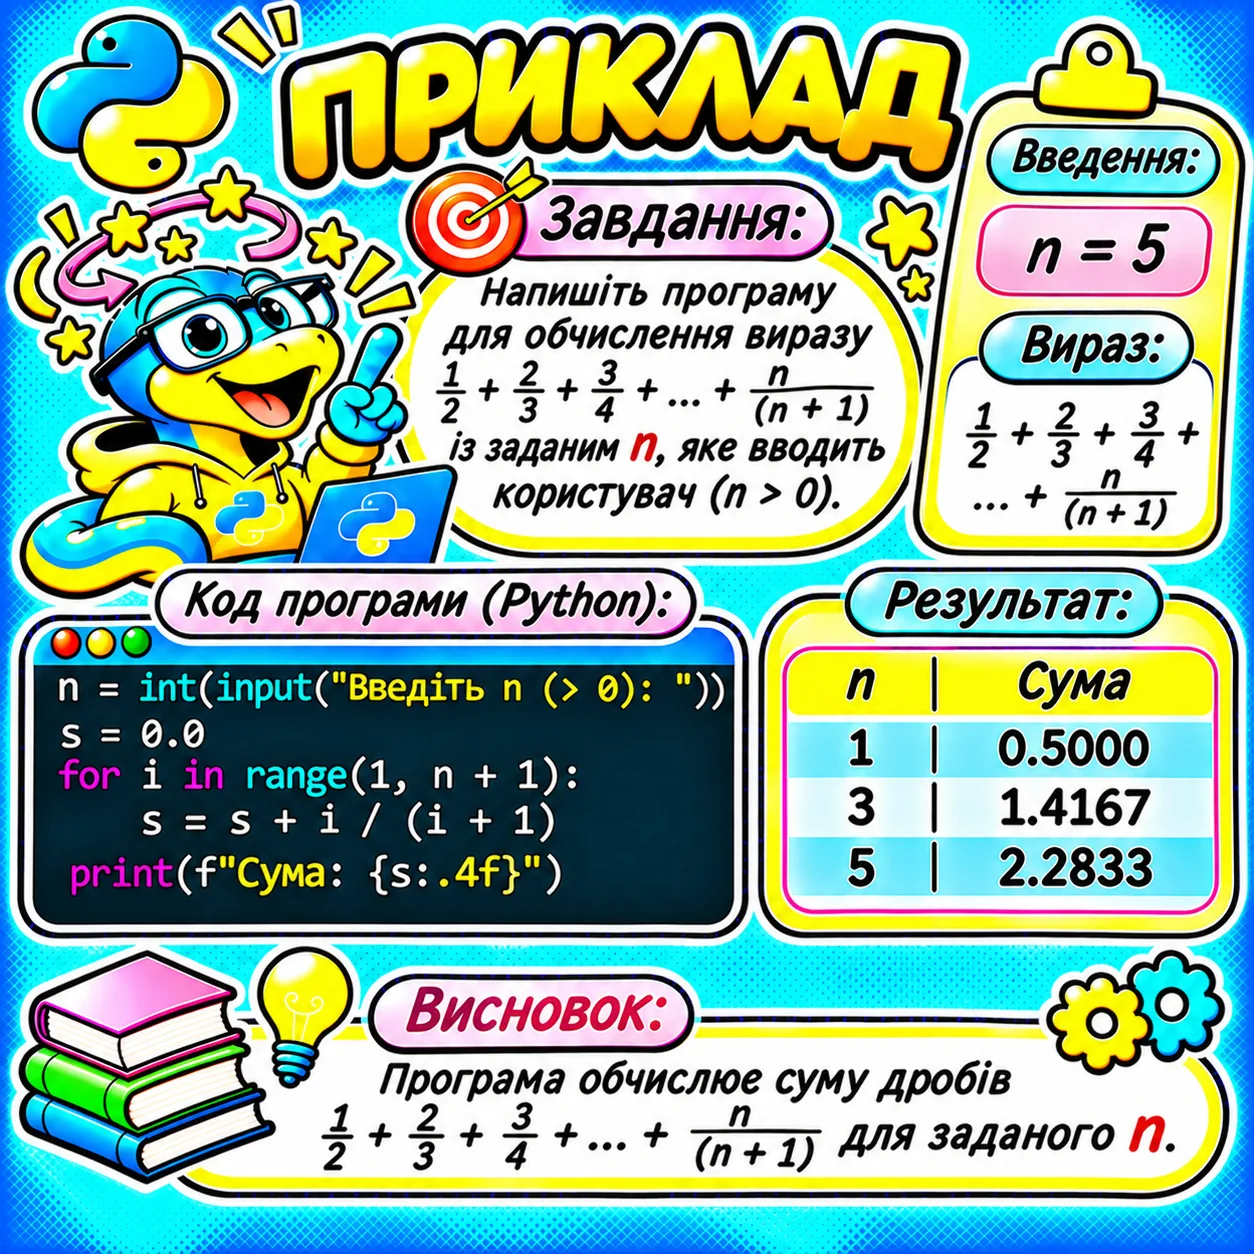 ПРИКЛАД
Завдання:
Напишіть програму
для обчислення виразу
1/2 + 2/3 + 3/4 + ... + n/(n + 1)
із заданим n, яке вводить
користувач (n > 0).
Введення:
n = 5
Вираз:
1/2 + 2/3 + 3/4 +
... + n/(n + 1)
Код програми (Python):
n = int(input("Введіть n (> 0): "))
s = 0.0
for i in range(1, n + 1):
    s = s + i / (i + 1)
print(f"Сума: {s:.4f}")
Результат:
n | Сума
1 | 0.5000
3 | 1.4167
5 | 2.2833
Висновок:
Програма обчислює суму дробів
1/2 + 2/3 + 3/4 + ... + n/(n + 1) для заданого n.